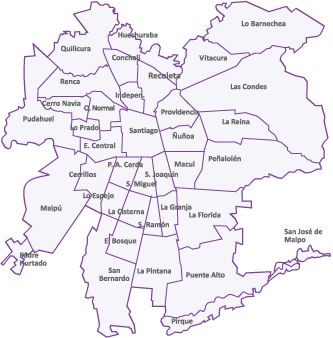 Lo Barnechea
Huechuraba
Quilicura
Conchalí
Vitacura
Recoleta
Renca
Las Condes
Indepen.
Cerro Navia
Q. Normal
Providencia
Pudahuel
La Reina
Lo Prado
Santiago
Ñuñoa
E. Central
Peñalolén
P. A. Cerda
Macul
Cerrillos
S. Joaquín
S. Miguel
Lo Espejo
Maipú
La Granja
La Cisterna
La Florida
S. Ramón
San José de
Maipo
El Bosque
Padre
Hurtado
San
Bernardo
La Pintana
Puente Alto
Pirque